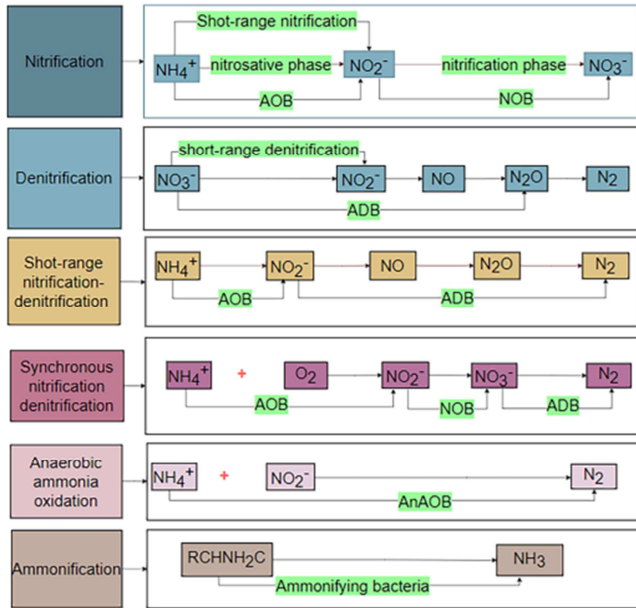 Nitrification
Shot-range nitrification
NH₄⁺ nitrosative phase NO₂⁻ nitrification phase NO₃⁻
AOB NOB
Denitrification
short-range denitrification
NO₃⁻ NO₂⁻ NO N₂O N₂
ADB
Shot-range
nitrification-
denitrification
NH₄⁺ NO₂⁻ NO N₂O N₂
AOB ADB
Synchronous
nitrification
denitrification
NH₄⁺ + O₂ NO₂⁻ NO₃⁻ N₂
AOB NOB ADB
Anaerobic
ammonia
oxidation
NH₄⁺ + NO₂⁻ N₂
AnAOB
Ammonification
RCHNH₂C NH₃
Ammonifying bacteria